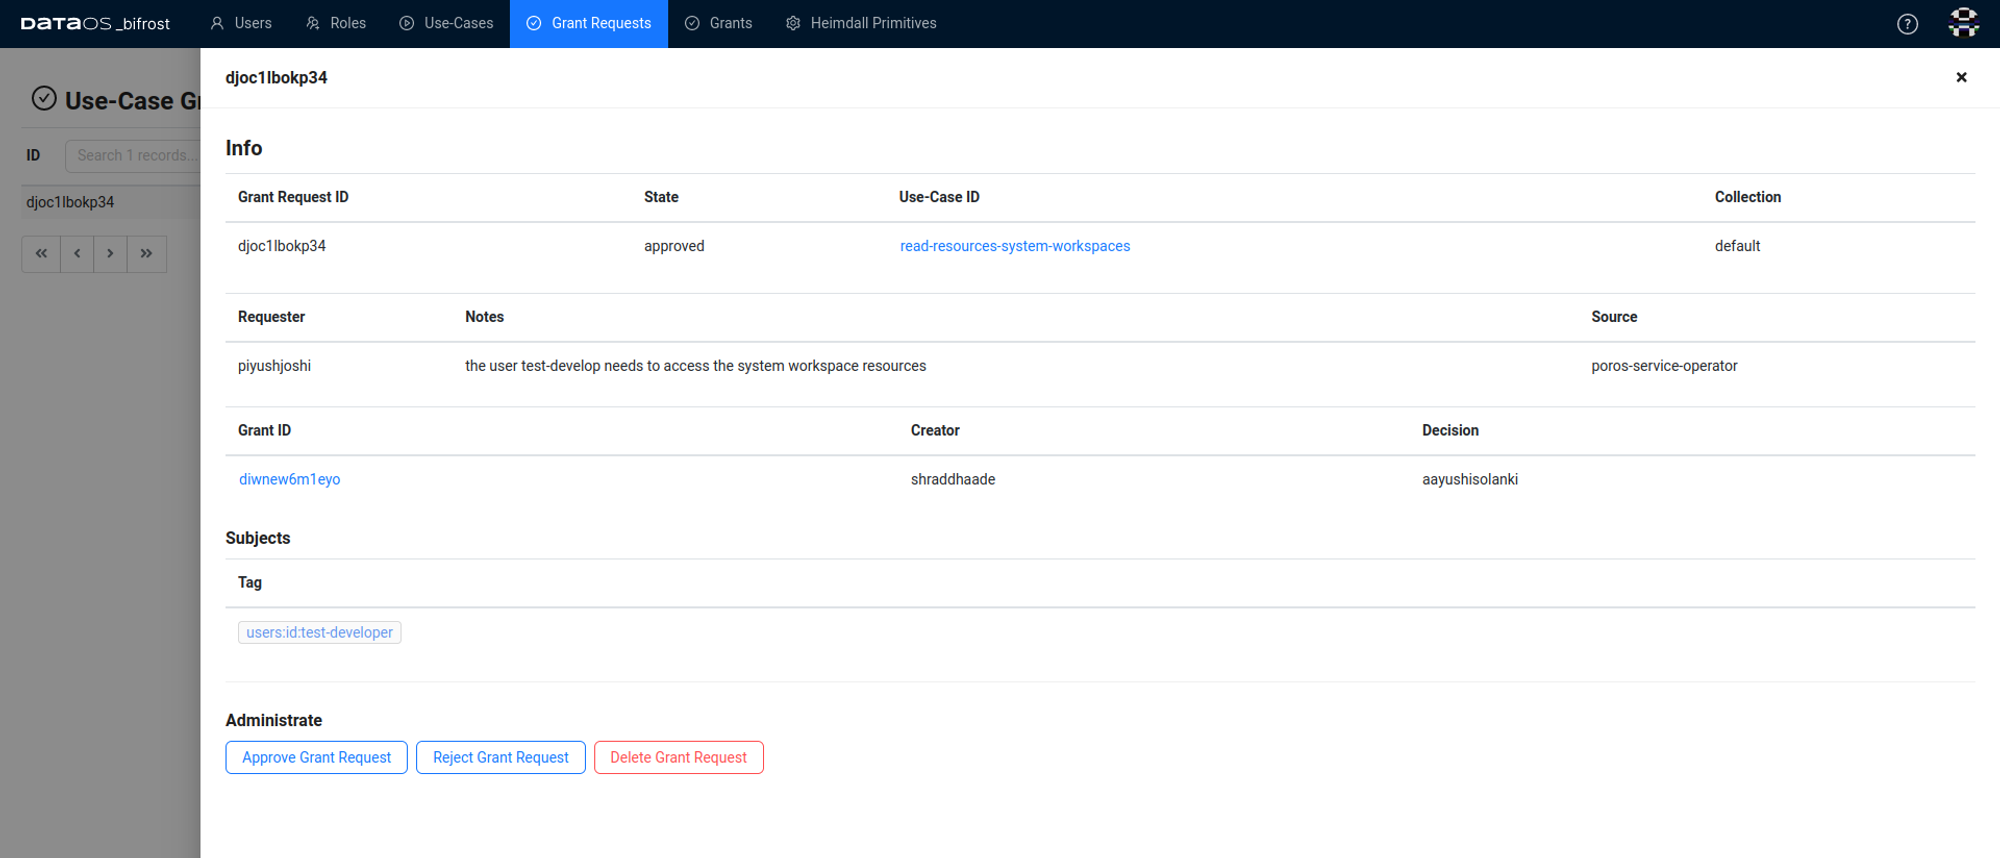 DATAOS_bifrost Users Roles Use-Cases Grant Requests Grants Heimdall Primitives ?
djoc1lbokp34
Use-Case Gr
ID Search 1 records...
djoc1lbokp34
Info
Grant Request ID State Use-Case ID Collection
djoc1lbokp34 approved read-resources-system-workspaces default
Requester Notes Source
piyushjoshi the user test-develop needs to access the system workspace resources poros-service-operator
Grant ID Creator Decision
diwnew6m1eyo shraddhaade aayushisolanki
Subjects
Tag
users:id:test-developer
Administrate
Approve Grant Request Reject Grant Request Delete Grant Request